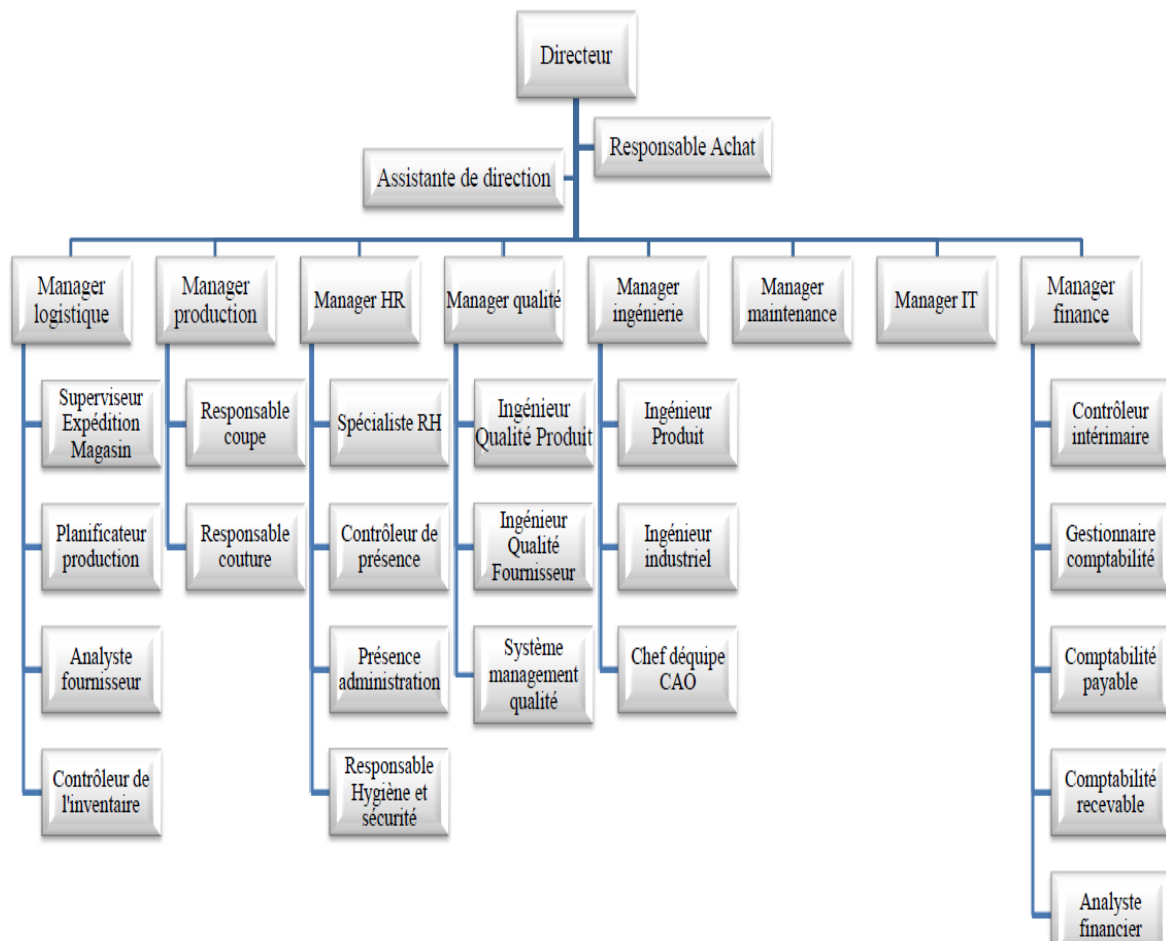 Directeur
Responsable Achat
Assistante de direction
Manager
logistique
Manager
production
Manager HR
Manager qualité
Manager
ingénierie
Manager
maintenance
Manager IT
Manager
finance
Superviseur
Expédition
Magasin
Responsable
coupe
Spécialiste RH
Ingénieur
Qualité Produit
Ingénieur
Produit
Contrôleur
intérimaire
Planificateur
production
Responsable
couture
Contrôleur de
présence
Ingénieur
Qualité
Fournisseur
Ingénieur
industriel
Gestionnaire
comptabilité
Analyste
fournisseur
Présence
administration
Système
management
qualité
Chef déquipe
CAO
Comptabilité
payable
Contrôleur de
l'inventaire
Responsable
Hygiène et
sécurité
Comptabilité
recevable
Analyste
financier